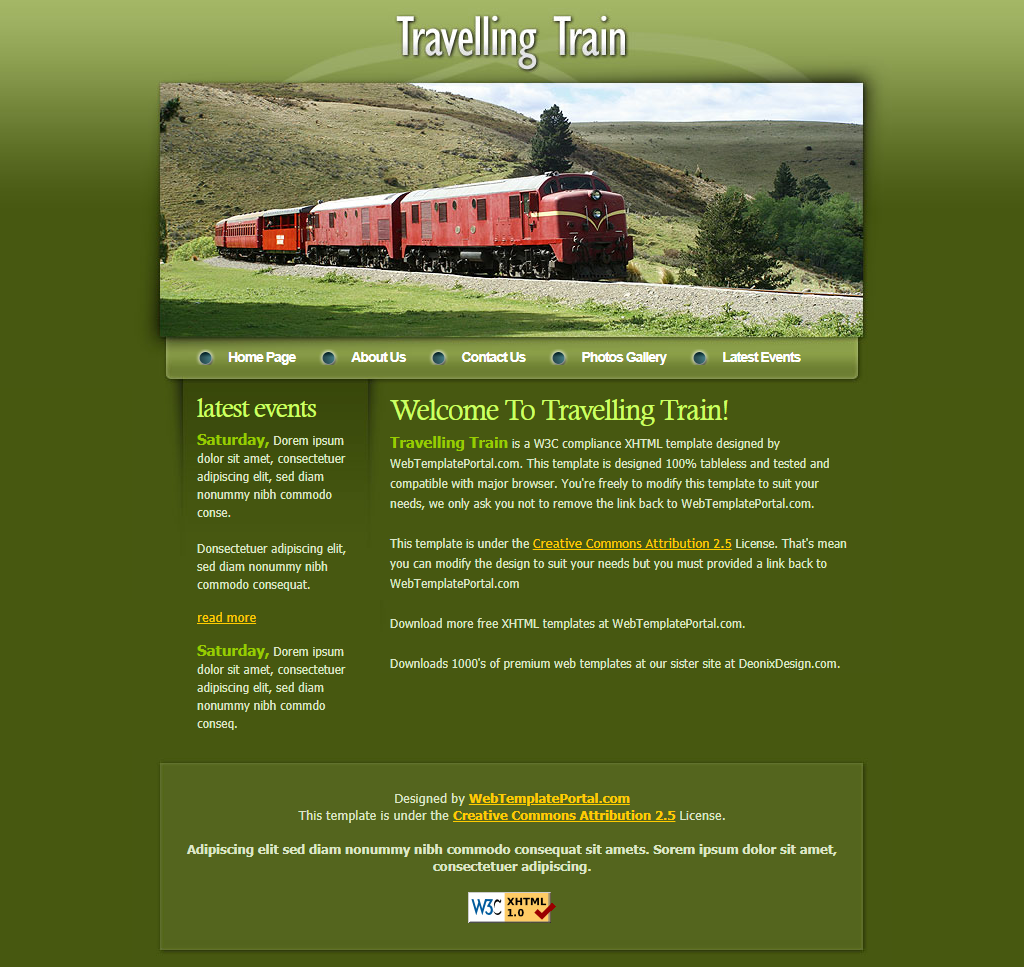 Travelling Train
Home Page
About Us
Contact Us
Photos Gallery
Latest Events
latest events
Saturday, Dorem ipsum
dolor sit amet, consectetuer
adipiscing elit, sed diam
nonummy nibh commodo
conse.
Donsectetuer adipiscing elit,
sed diam nonummy nibh
commodo consequat.
read more
Saturday, Dorem ipsum
dolor sit amet, consectetuer
adipiscing elit, sed diam
nonummy nibh commdo
conseq.
Welcome To Travelling Train!
Travelling Train is a W3C compliance XHTML template designed by
WebTemplatePortal.com. This template is designed 100% tableless and tested and
compatible with major browser. You're freely to modify this template to suit your
needs, we only ask you not to remove the link back to WebTemplatePortal.com.
This template is under the Creative Commons Attribution 2.5 License. That's mean
you can modify the design to suit your needs but you must provided a link back to
WebTemplatePortal.com
Download more free XHTML templates at WebTemplatePortal.com.
Downloads 1000's of premium web templates at our sister site at DeonixDesign.com.
Designed by WebTemplatePortal.com
This template is under the Creative Commons Attribution 2.5 License.
Adipiscing elit sed diam nonummy nibh commodo consequat sit amets. Sorem ipsum dolor sit amet,
consectetuer adipiscing.
W3C XHTML
1.0